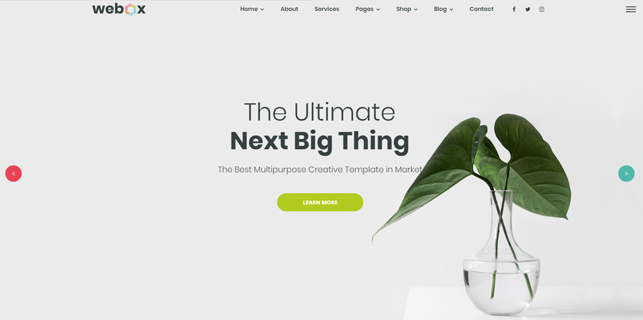 webox
Home About Services Pages Shop Blog Contact
The Ultimate
Next Big Thing
The Best Multipurpose Creative Template in Market
LEARN MORE